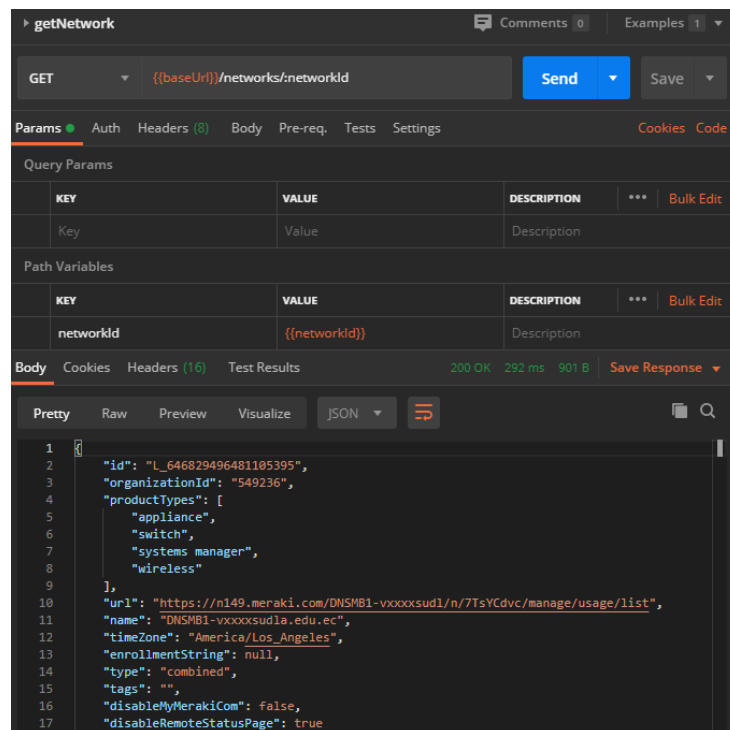 getNetwork Comments 0 Examples 1
GET {{baseUrl}}/networks/:networkId Send Save
Params Auth Headers (8) Body Pre-req. Tests Settings Cookies Code
Query Params
KEY VALUE DESCRIPTION ••• Bulk Edit
Key Value Description
Path Variables
KEY VALUE DESCRIPTION ••• Bulk Edit
networkId {{networkId}} Description
Body Cookies Headers (16) Test Results 200 OK 292 ms 901 B Save Response
Pretty Raw Preview Visualize JSON
1 {
2 "id": "L_646829496481105395",
3 "organizationId": "549236",
4 "productTypes": [
5 "appliance",
6 "switch",
7 "systems manager",
8 "wireless"
9 ],
10 "url": "https://n149.meraki.com/DNSMB1-vxxxxsudl/n/7TsYCdvc/manage/usage/list",
11 "name": "DNSMB1-vxxxxsudla.edu.ec",
12 "timeZone": "America/Los_Angeles",
13 "enrollmentString": null,
14 "type": "combined",
15 "tags": "",
16 "disableMyMerakiCom": false,
17 "disableRemoteStatusPage": true